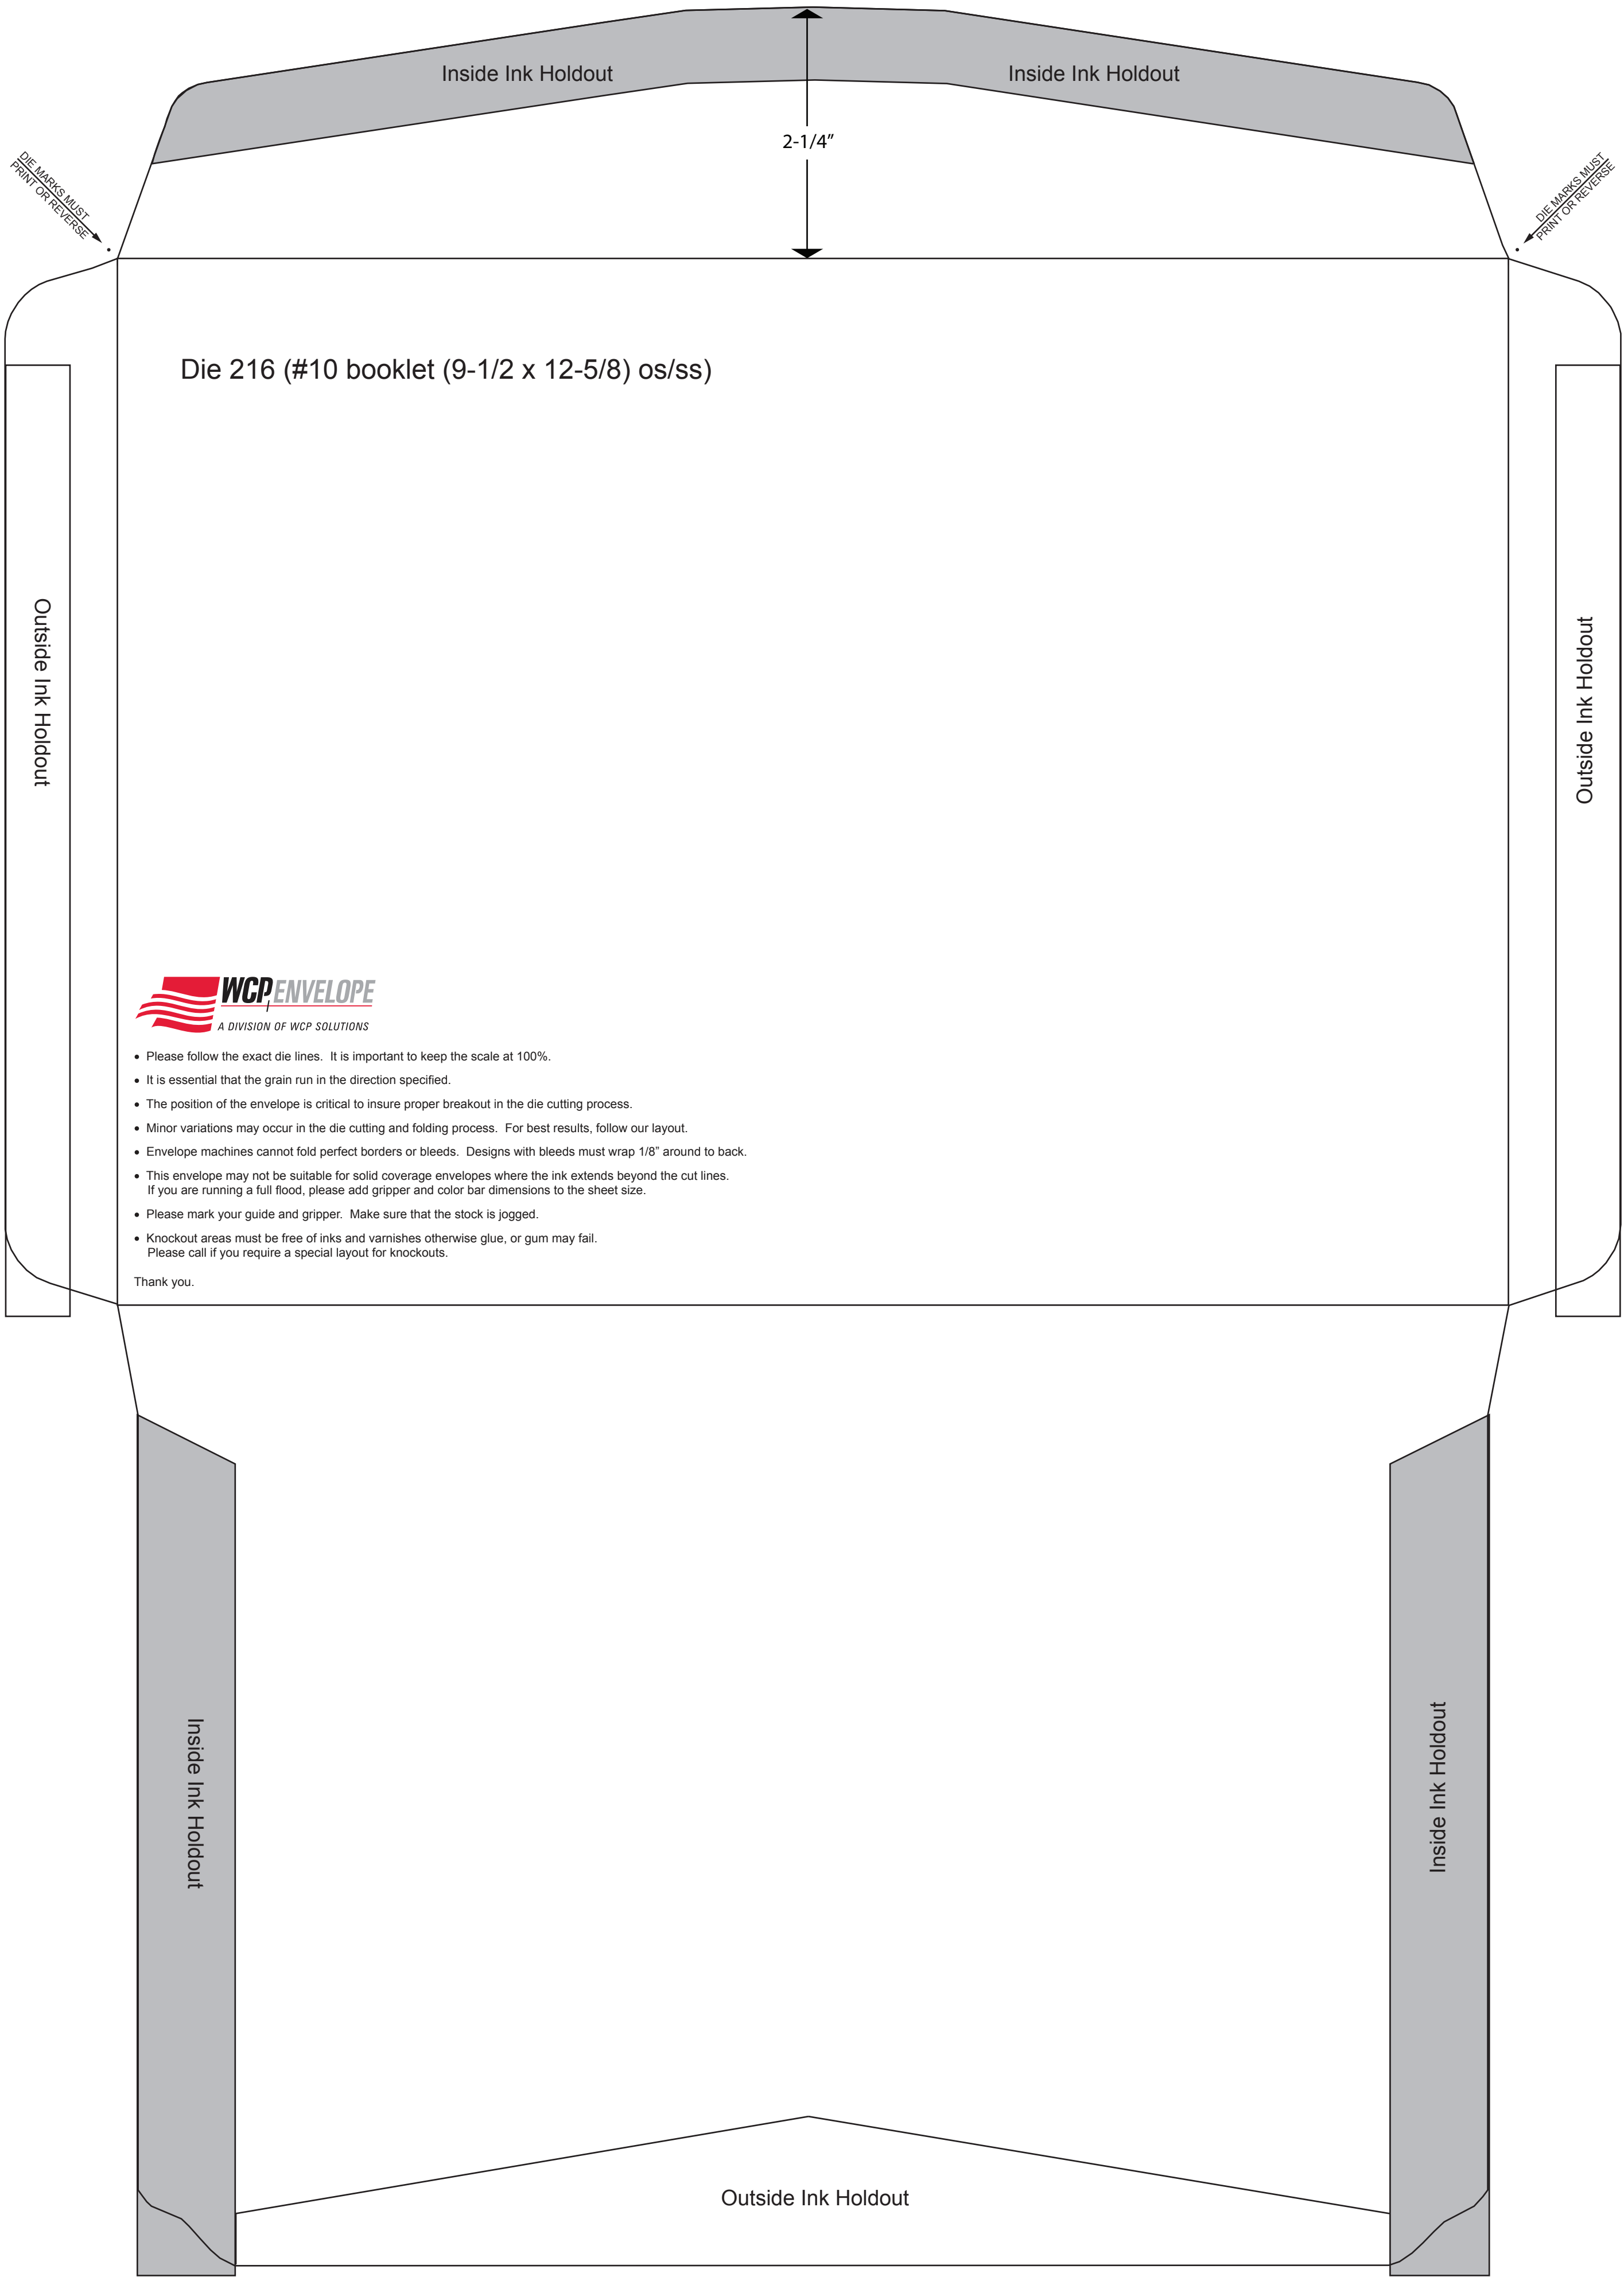 Inside Ink Holdout
Inside Ink Holdout
2-1/4”
DIE MARKS MUST
PRINT OR REVERSE
DIE MARKS MUST
PRINT OR REVERSE
Die 216 (#10 booklet (9-1/2 x 12-5/8) os/ss)
Outside Ink Holdout
Outside Ink Holdout
WCP ENVELOPE
A DIVISION OF WCP SOLUTIONS
• Please follow the exact die lines.  It is important to keep the scale at 100%.
• It is essential that the grain run in the direction specified.
• The position of the envelope is critical to insure proper breakout in the die cutting process.
• Minor variations may occur in the die cutting and folding process.  For best results, follow our layout.
• Envelope machines cannot fold perfect borders or bleeds.  Designs with bleeds must wrap 1/8” around to back.
• This envelope may not be suitable for solid coverage envelopes where the ink extends beyond the cut lines.
If you are running a full flood, please add gripper and color bar dimensions to the sheet size.
• Please mark your guide and gripper.  Make sure that the stock is jogged.
• Knockout areas must be free of inks and varnishes otherwise glue, or gum may fail.
Please call if you require a special layout for knockouts.
Thank you.
Inside Ink Holdout
Inside Ink Holdout
Outside Ink Holdout